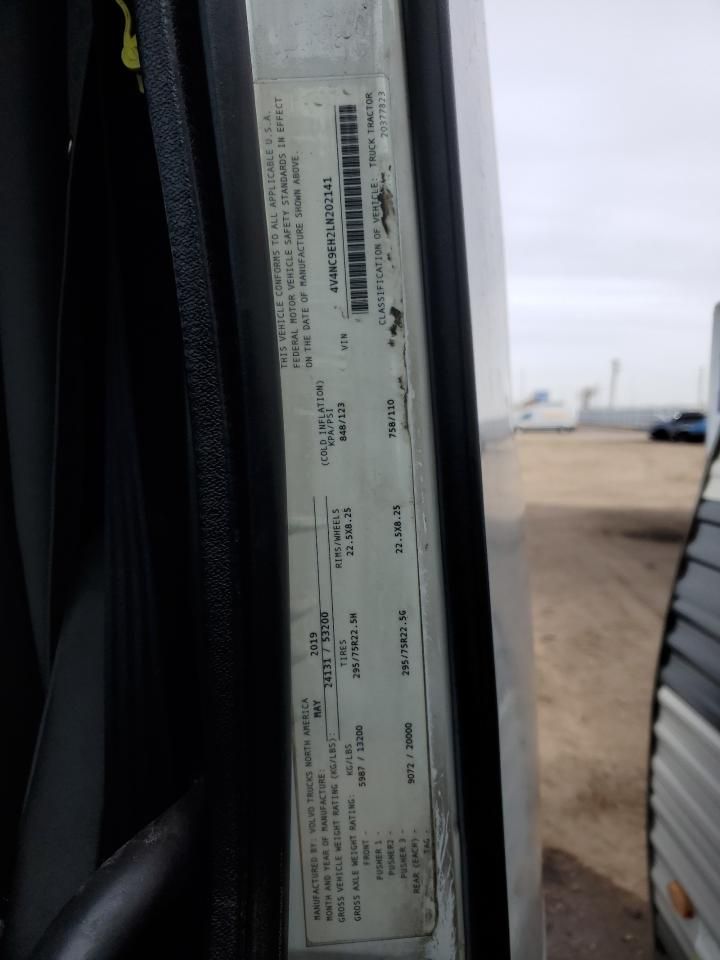 MANUFACTURED BY: VOLVO TRUCKS NORTH AMERICA
MONTH AND YEAR OF MANUFACTURE: MAY 2019
GROSS VEHICLE WEIGHT RATING (KG/LBS): 24131 / 53200
GROSS AXLE WEIGHT RATING: KG/LBS TIRES RIMS/WHEELS (COLD INFLATION) KPA/PSI
FRONT - 5987 / 13200 295/75R22.5H 22.5X8.25 848/123
PUSHER 1 -
PUSHER2 -
PUSHER 3 -
REAR (EACH) - 9072 / 20000 295/75R22.5G 22.5X8.25 758/110
TAG -
THIS VEHICLE CONFORMS TO ALL APPLICABLE U.S.A.
FEDERAL MOTOR VEHICLE SAFETY STANDARDS IN EFFECT
ON THE DATE OF MANUFACTURE SHOWN ABOVE.
VIN 4V4NC9EH2LN202141
CLASSIFICATION OF VEHICLE: TRUCK TRACTOR
20377823